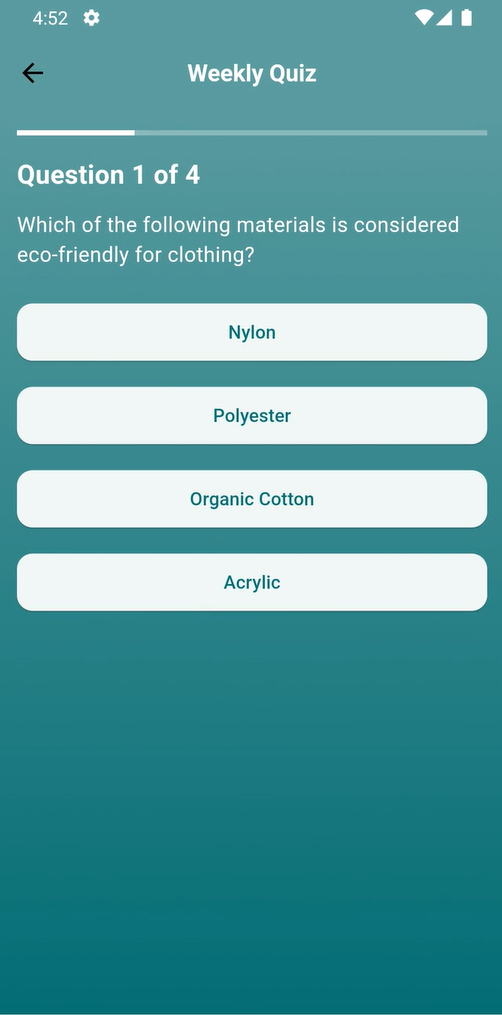 4:52
Weekly Quiz
Question 1 of 4
Which of the following materials is considered
eco-friendly for clothing?
Nylon
Polyester
Organic Cotton
Acrylic